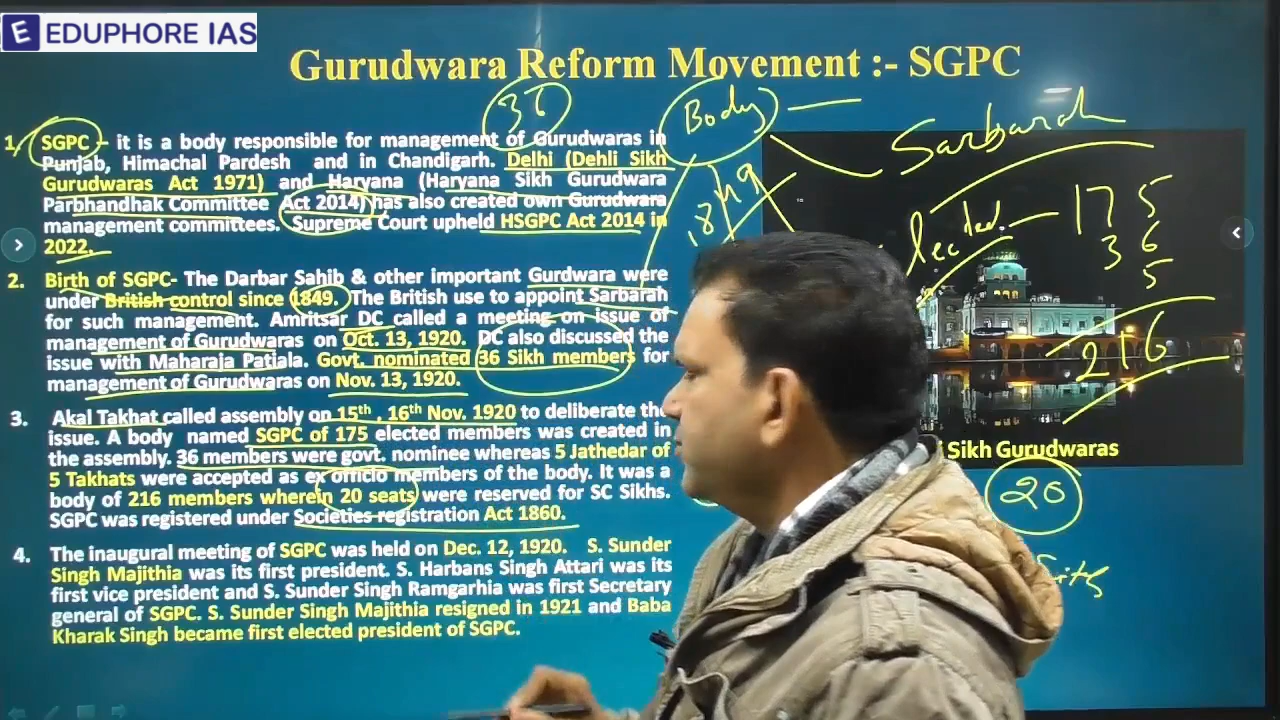 E EDUPHORE IAS
Gurudwara Reform Movement :- SGPC
36
Body
Sarbarah
1849
lected. 175
36
5
216
1, SGPC - it is a body responsible for management of Gurudwaras in
Punjab, Himachal Pardesh and in Chandigarh. Delhi (Dehli Sikh
Gurudwaras Act 1971) and Haryana (Haryana Sikh Gurudwara
Parbhandhak Committee Act 2014) has also created own Gurudwara
management committees. Supreme Court upheld HSGPC Act 2014 in
2022.
2. Birth of SGPC- The Darbar Sahib & other important Gurdwara were
under British control since 1849. The British use to appoint Sarbarah
for such management. Amritsar DC called a meeting on issue of
management of Gurudwaras on Oct. 13, 1920. DC also discussed the
issue with Maharaja Patiala. Govt. nominated 36 Sikh members for
management of Gurudwaras on Nov. 13, 1920.
3. Akal Takhat called assembly on 15th , 16th Nov. 1920 to deliberate the
issue. A body named SGPC of 175 elected members was created in
the assembly. 36 members were govt. nominee whereas 5 Jathedar of
5 Takhats were accepted as ex officio members of the body. It was a
body of 216 members wherein 20 seats were reserved for SC Sikhs.
SGPC was registered under Societies registration Act 1860.
4. The inaugural meeting of SGPC was held on Dec. 12, 1920. S. Sunder
Singh Majithia was its first president. S. Harbans Singh Attari was its
first vice president and S. Sunder Singh Ramgarhia was first Secretary
general of SGPC. S. Sunder Singh Majithia resigned in 1921 and Baba
Kharak Singh became first elected president of SGPC.
Sikh Gurudwaras
20